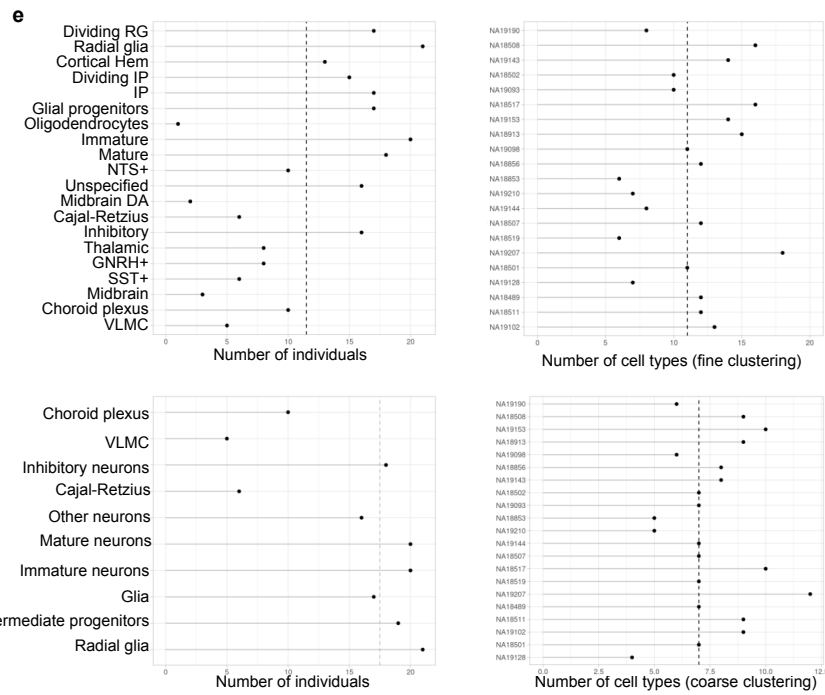 e
Dividing RG
Radial glia
Cortical Hem
Dividing IP
IP
Glial progenitors
Oligodendrocytes
Immature
Mature
NTS+
Unspecified
Midbrain DA
Cajal-Retzius
Inhibitory
Thalamic
GNRH+
SST+
Midbrain
Choroid plexus
VLMC
0 5 10 15 20
Number of individuals
NA19190
NA18508
NA19143
NA18502
NA19093
NA18517
NA19153
NA18913
NA19098
NA18856
NA18853
NA19210
NA19144
NA18507
NA18519
NA19207
NA18501
NA19128
NA18489
NA18511
NA19102
0 5 10 15 20
Number of cell types (fine clustering)
Choroid plexus
VLMC
Inhibitory neurons
Cajal-Retzius
Other neurons
Mature neurons
Immature neurons
Glia
ermediate progenitors
Radial glia
0 5 10 15 20
Number of individuals
NA19190
NA18508
NA19153
NA18913
NA19098
NA18856
NA19143
NA18502
NA19093
NA18853
NA19210
NA19144
NA18507
NA18517
NA18519
NA19207
NA18489
NA18511
NA19102
NA18501
NA19128
0.0 2.5 5.0 7.5 10.0 12.5
Number of cell types (coarse clustering)